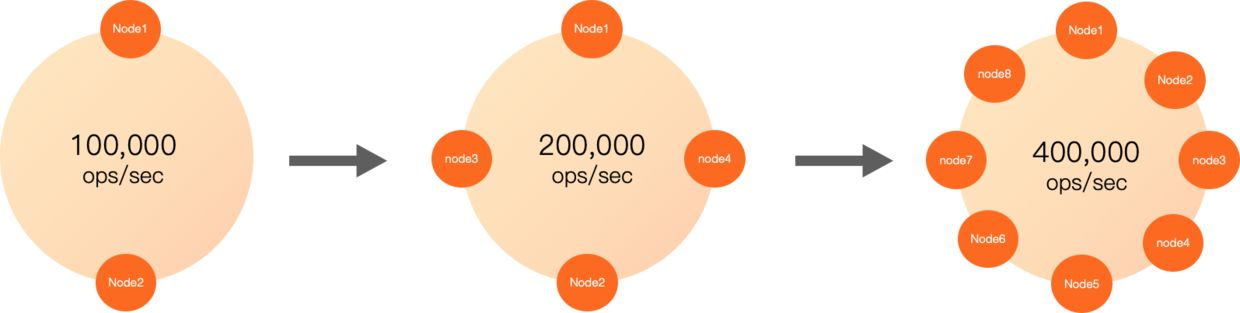 Node1
100,000
ops/sec
Node2
Node1
node3
200,000
ops/sec
node4
Node2
Node1
node8
Node2
node7
400,000
ops/sec
node3
Node6
node4
Node5